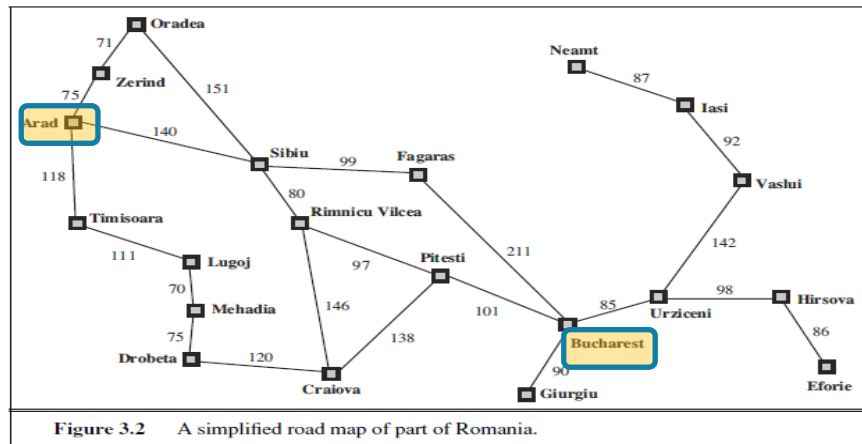 Oradea
71
Neamt
Zerind
87
75
151
Iasi
Arad
140
92
Sibiu
Fagaras
99
118
Vaslui
80
Timisoara
Rimnicu Vilcea
142
111
211
Lugoj
Pitesti
97
70
98
Hirsova
85
Mehadia
146
101
Urziceni
86
75
138
Bucharest
Drobeta
120
90
Craiova
Eforie
Giurgiu
Figure 3.2 A simplified road map of part of Romania.